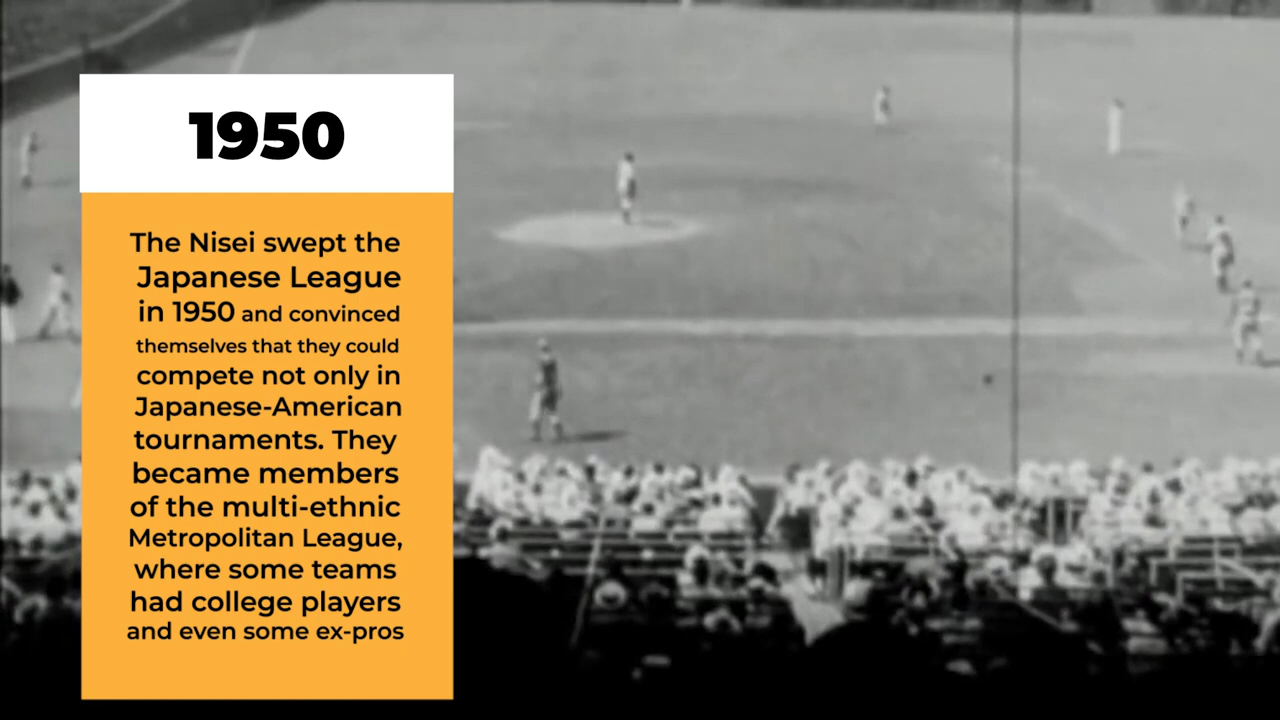 1950
The Nisei swept the
Japanese League
in 1950 and convinced
themselves that they could
compete not only in
Japanese-American
tournaments. They
became members
of the multi-ethnic
Metropolitan League,
where some teams
had college players
and even some ex-pros